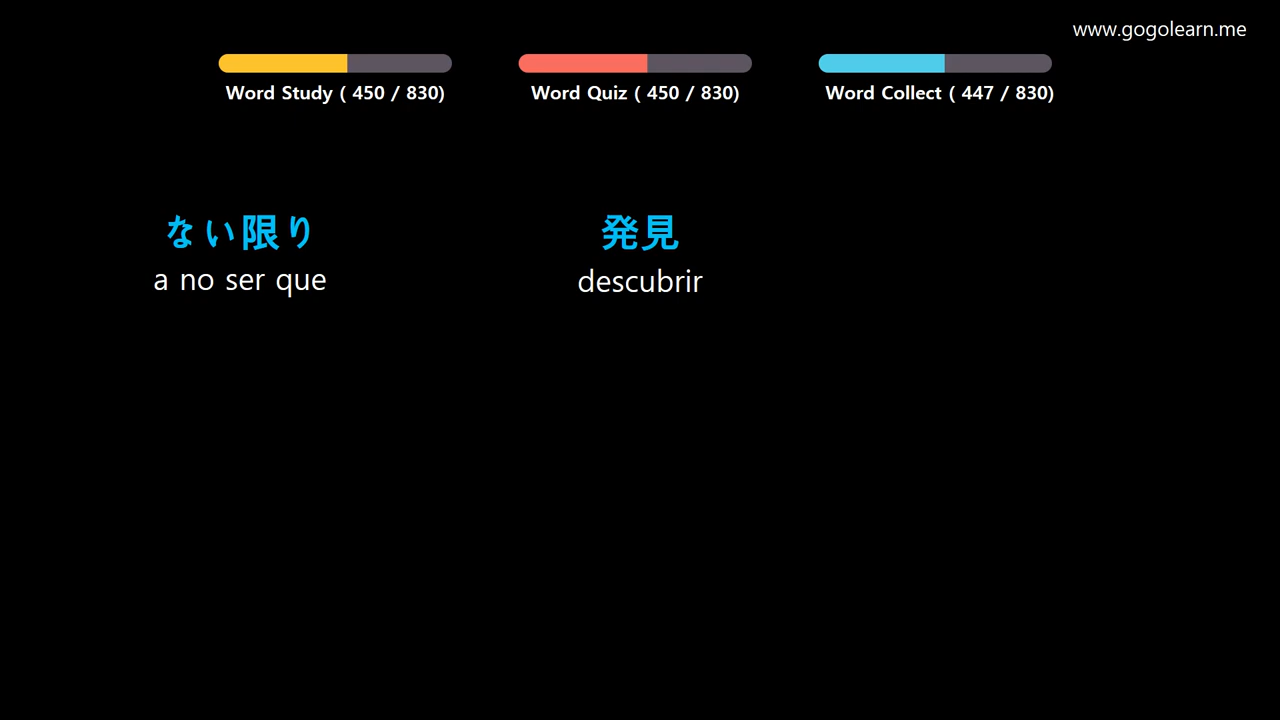 www.gogolearn.me
Word Study ( 450 / 830)
Word Quiz ( 450 / 830)
Word Collect ( 447 / 830)
ない限り
a no ser que
発見
descubrir